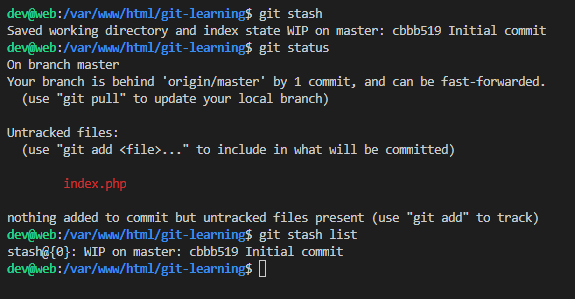 dev@web:/var/www/html/git-learning$ git stash
Saved working directory and index state WIP on master: cbbb519 Initial commit
dev@web:/var/www/html/git-learning$ git status
On branch master
Your branch is behind 'origin/master' by 1 commit, and can be fast-forwarded.
  (use "git pull" to update your local branch)

Untracked files:
  (use "git add <file>..." to include in what will be committed)

        index.php

nothing added to commit but untracked files present (use "git add" to track)
dev@web:/var/www/html/git-learning$ git stash list
stash@{0}: WIP on master: cbbb519 Initial commit
dev@web:/var/www/html/git-learning$